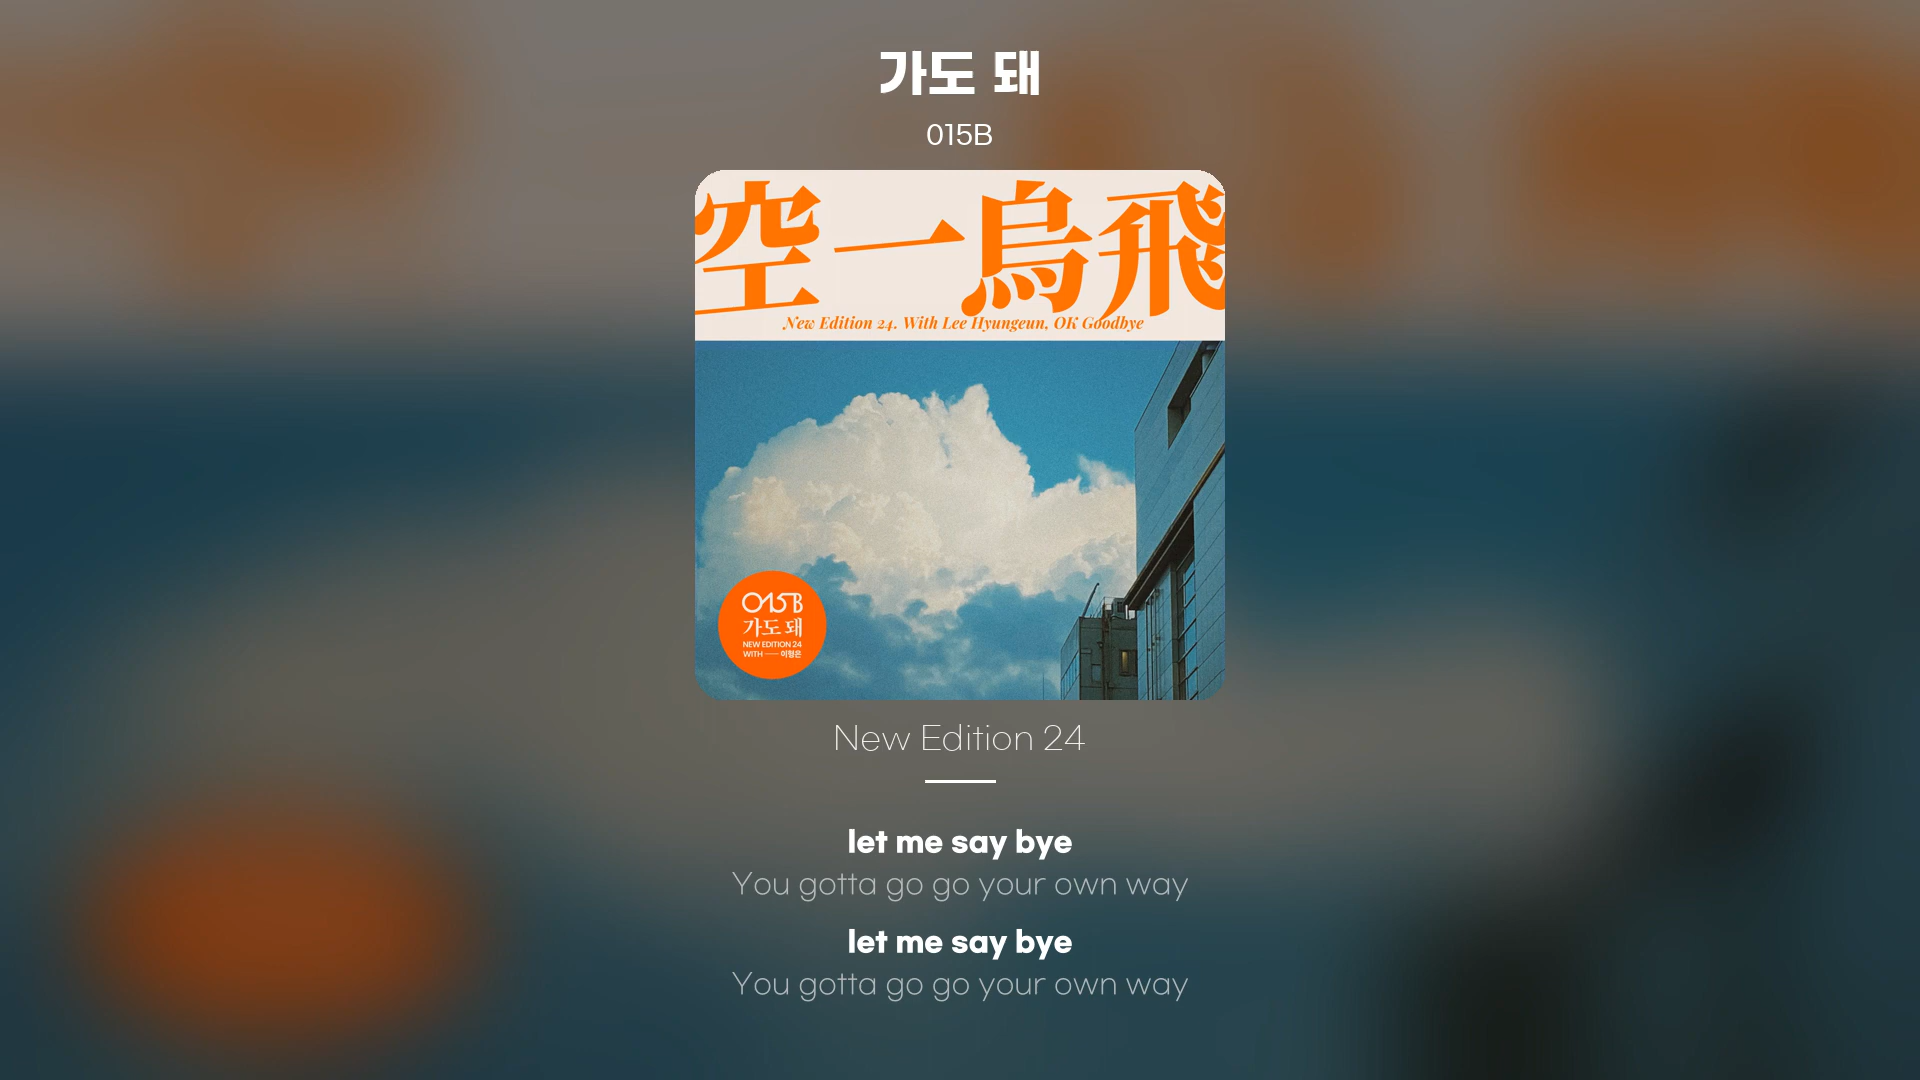 가도 돼
015B
空一烏飛
New Edition 24. With Lee Hyungeun, OK Goodbye
O15B
가도 돼
NEW EDITION 24
WITH — 이형은
New Edition 24
let me say bye
You gotta go go your own way
let me say bye
You gotta go go your own way